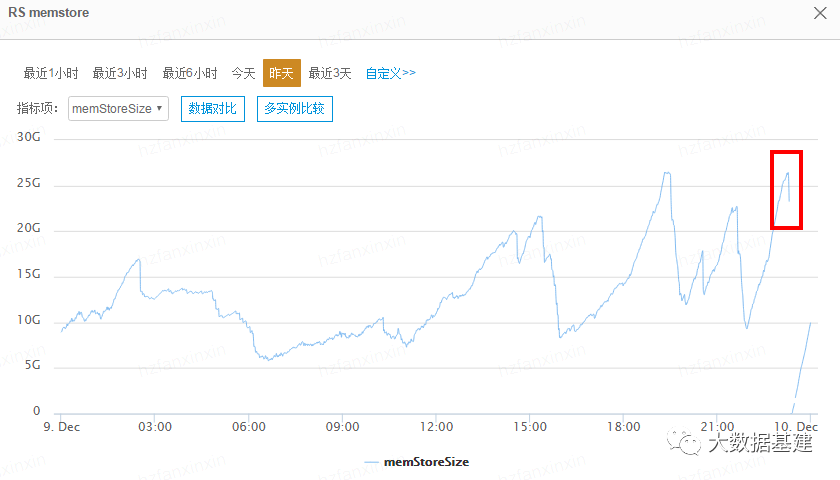 RS memstore
最近1小时 最近3小时 最近6小时 今天 昨天 最近3天 自定义>>
指标项: memStoreSize ▼ 数据对比 多实例比较
30G
25G
20G
15G
10G
5G
0
9. Dec 03:00 06:00 09:00 12:00 15:00 18:00 21:00 10. Dec
大数据基建
memStoreSize
hzfanxinxin